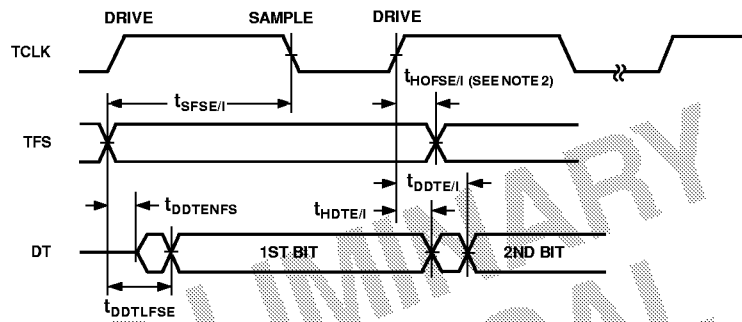 DRIVE SAMPLE DRIVE
TCLK
tHOFSE/I (SEE NOTE 2)
tSFSE/I
TFS
tDDTE/I
tDDTENFS
tHDTE/I
DT
1ST BIT
2ND BIT
tDDTLFSE